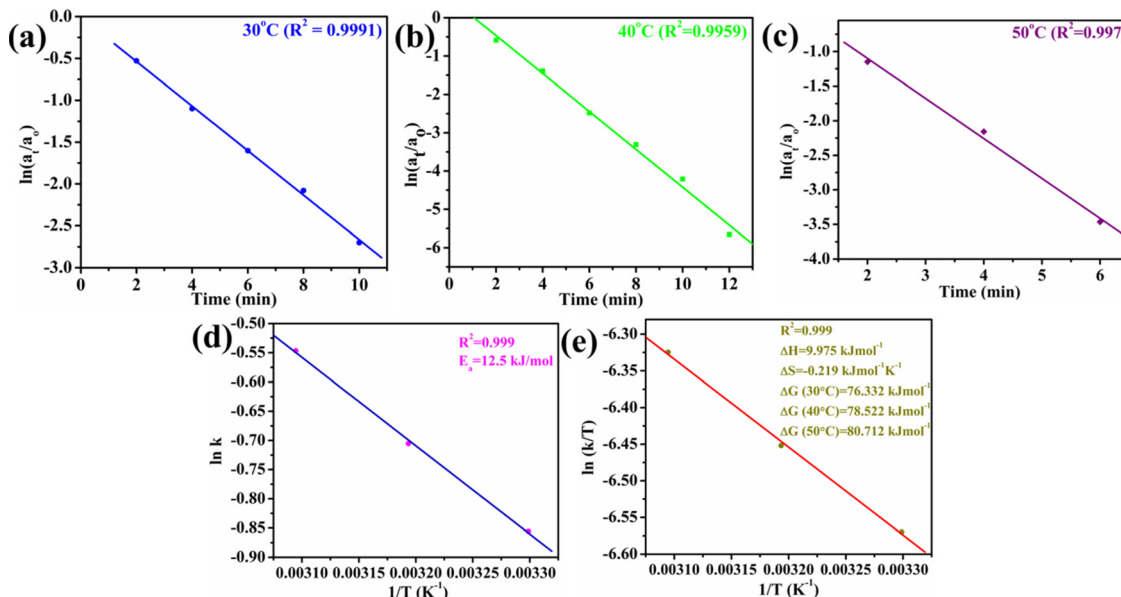 (a)
30°C (R² = 0.9991)
0.0
-0.5
-1.0
-1.5
-2.0
-2.5
-3.0
ln(a_t/a_o)
2
4
6
8
10
Time (min)
(b)
40°C (R²=0.9959)
0
-1
-2
-3
-4
-5
-6
ln(a_t/a_o)
0
2
4
6
8
10
12
Time (min)
(c)
50°C (R²=0.997
-1.0
-1.5
-2.0
-2.5
-3.0
-3.5
-4.0
ln(a_t/a_o)
2
3
4
5
6
Time (min)
(d)
R²=0.999
E_a=12.5 kJ/mol
-0.50
-0.55
-0.60
-0.65
-0.70
-0.75
-0.80
-0.85
-0.90
ln k
0.00310
0.00315
0.00320
0.00325
0.00330
1/T (K⁻¹)
(e)
R²=0.999
ΔH=9.975 kJmol⁻¹
ΔS=-0.219 kJmol⁻¹K⁻¹
ΔG (30°C)=76.332 kJmol⁻¹
ΔG (40°C)=78.522 kJmol⁻¹
ΔG (50°C)=80.712 kJmol⁻¹
-6.30
-6.35
-6.40
-6.45
-6.50
-6.55
-6.60
ln (k/T)
0.00310
0.00315
0.00320
0.00325
0.00330
1/T (K⁻¹)